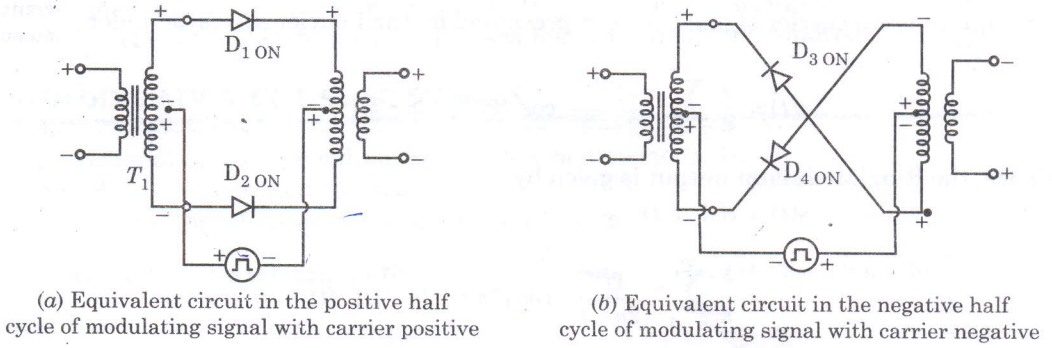 D1 ON
D2 ON
T1
+
–
+
–
+
–
+
–
+
–
+
–
(a) Equivalent circuit in the positive half
cycle of modulating signal with carrier positive
D3 ON
D4 ON
+
–
+
–
–
+
–
+
+
–
–
+
–
+
(b) Equivalent circuit in the negative half
cycle of modulating signal with carrier negative